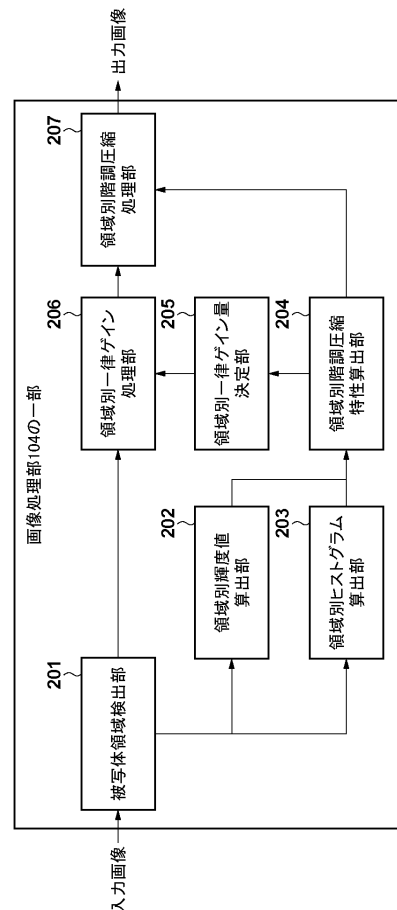 画像処理部104の一部
入力画像
201
被写体領域検出部
202
領域別輝度値
算出部
203
領域別ヒストグラム
算出部
204
領域別階調圧縮
特性算出部
205
領域別一律ゲイン量
決定部
206
領域別一律ゲイン
処理部
207
領域別階調圧縮
処理部
出力画像